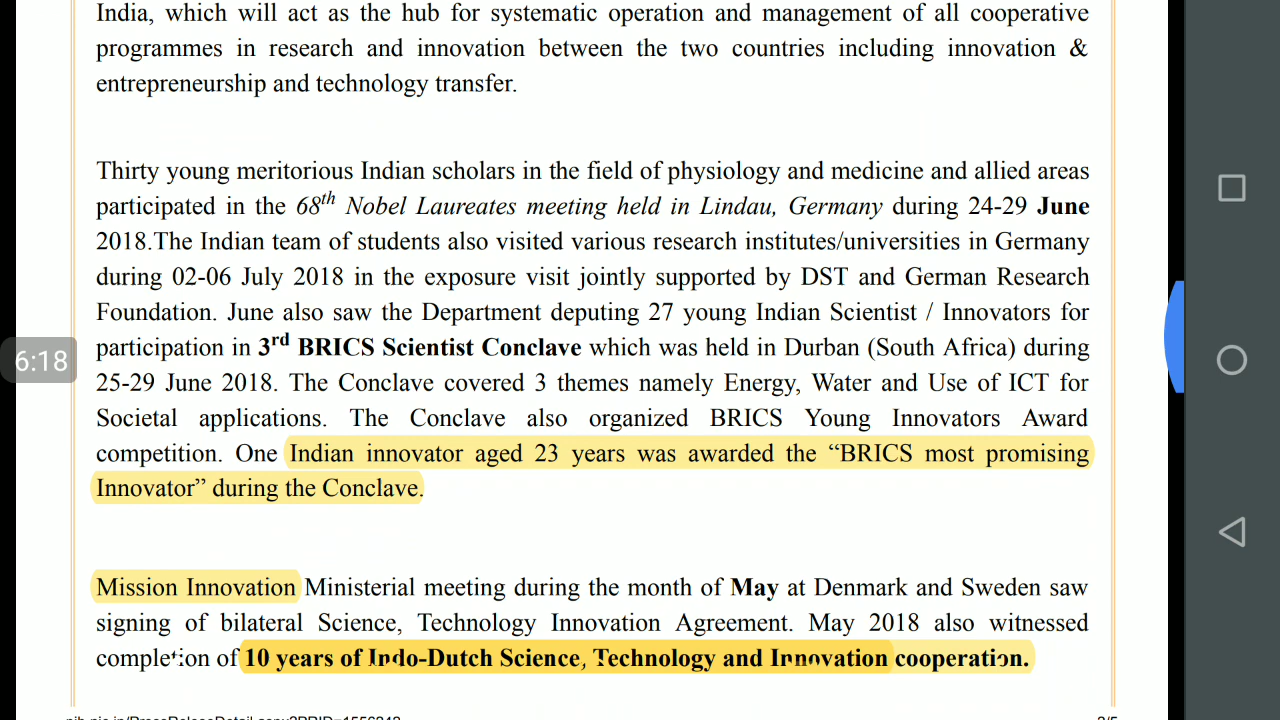 India, which will act as the hub for systematic operation and management of all cooperative
programmes in research and innovation between the two countries including innovation &
entrepreneurship and technology transfer.
Thirty young meritorious Indian scholars in the field of physiology and medicine and allied areas
participated in the 68th Nobel Laureates meeting held in Lindau, Germany during 24-29 June
2018.The Indian team of students also visited various research institutes/universities in Germany
during 02-06 July 2018 in the exposure visit jointly supported by DST and German Research
Foundation. June also saw the Department deputing 27 young Indian Scientist / Innovators for
participation in 3rd BRICS Scientist Conclave which was held in Durban (South Africa) during
25-29 June 2018. The Conclave covered 3 themes namely Energy, Water and Use of ICT for
Societal applications. The Conclave also organized BRICS Young Innovators Award
competition. One Indian innovator aged 23 years was awarded the “BRICS most promising
Innovator” during the Conclave.
Mission Innovation Ministerial meeting during the month of May at Denmark and Sweden saw
signing of bilateral Science, Technology Innovation Agreement. May 2018 also witnessed
completion of 10 years of Indo-Dutch Science, Technology and Innovation cooperation.
6:18